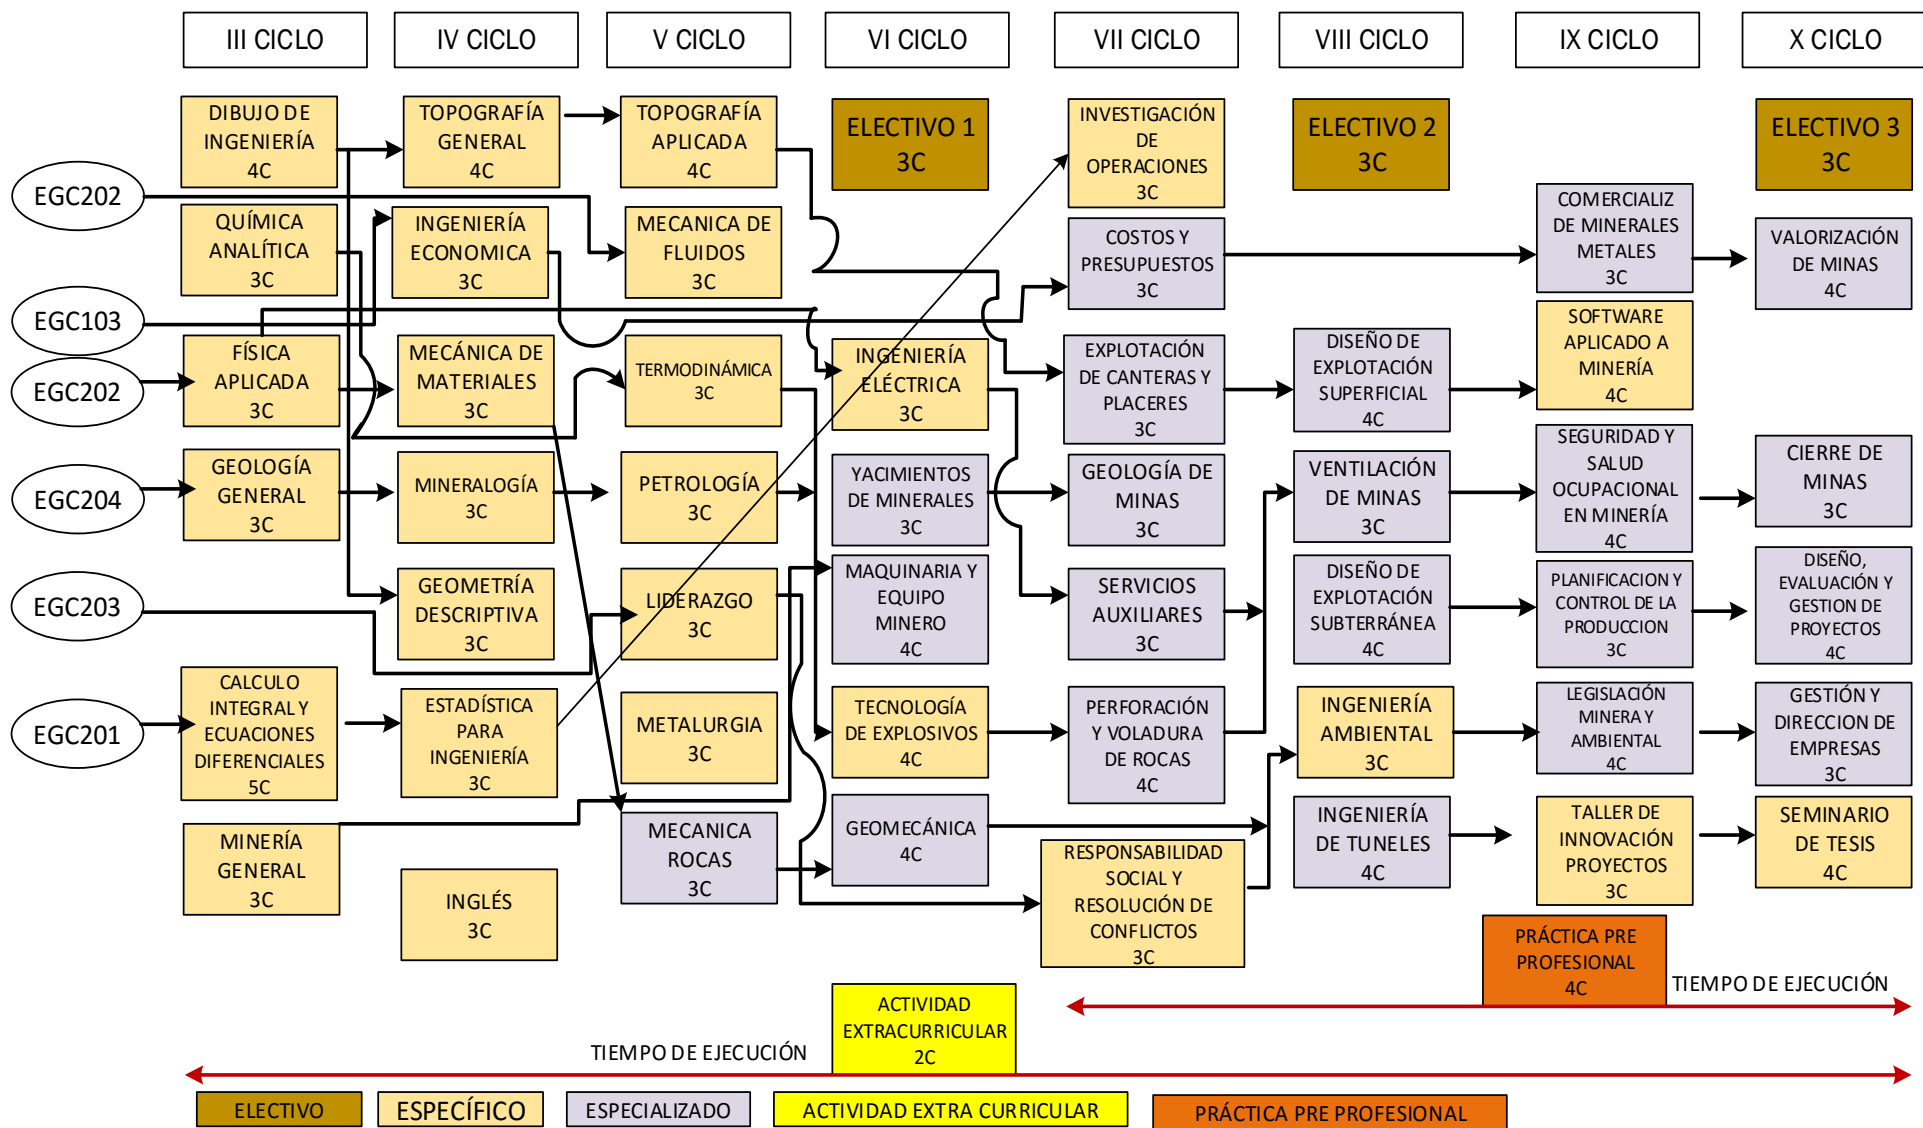 III CICLO
IV CICLO
V CICLO
VI CICLO
VII CICLO
VIII CICLO
IX CICLO
X CICLO
EGC202
EGC103
EGC202
EGC204
EGC203
EGC201
DIBUJO DE
INGENIERÍA
4C
QUÍMICA
ANALÍTICA
3C
FÍSICA
APLICADA
3C
GEOLOGÍA
GENERAL
3C
CALCULO
INTEGRAL Y
ECUACIONES
DIFERENCIALES
5C
MINERÍA
GENERAL
3C
TOPOGRAFÍA
GENERAL
4C
INGENIERÍA
ECONOMICA
3C
MECÁNICA DE
MATERIALES
3C
MINERALOGÍA
3C
GEOMETRÍA
DESCRIPTIVA
3C
ESTADÍSTICA
PARA
INGENIERÍA
3C
INGLÉS
3C
TOPOGRAFÍA
APLICADA
4C
MECANICA DE
FLUIDOS
3C
TERMODINÁMICA
3C
PETROLOGÍA
3C
LIDERAZGO
3C
METALURGIA
3C
MECANICA
ROCAS
3C
ELECTIVO 1
3C
INGENIERÍA
ELÉCTRICA
3C
YACIMIENTOS
DE MINERALES
3C
MAQUINARIA Y
EQUIPO
MINERO
4C
TECNOLOGÍA
DE EXPLOSIVOS
4C
GEOMECÁNICA
4C
INVESTIGACIÓN
DE
OPERACIONES
3C
COSTOS Y
PRESUPUESTOS
3C
EXPLOTACIÓN
DE CANTERAS Y
PLACERES
3C
GEOLOGÍA DE
MINAS
3C
SERVICIOS
AUXILIARES
3C
PERFORACIÓN
Y VOLADURA
DE ROCAS
4C
RESPONSABILIDAD
SOCIAL Y
RESOLUCIÓN DE
CONFLICTOS
3C
ELECTIVO 2
3C
DISEÑO DE
EXPLOTACIÓN
SUPERFICIAL
4C
VENTILACIÓN
DE MINAS
3C
DISEÑO DE
EXPLOTACIÓN
SUBTERRÁNEA
4C
INGENIERÍA
AMBIENTAL
3C
INGENIERÍA
DE TUNELES
4C
COMERCIALIZ
DE MINERALES
METALES
3C
SOFTWARE
APLICADO A
MINERÍA
4C
SEGURIDAD Y
SALUD
OCUPACIONAL
EN MINERÍA
4C
PLANIFICACION Y
CONTROL DE LA
PRODUCCION
3C
LEGISLACIÓN
MINERA Y
AMBIENTAL
4C
TALLER DE
INNOVACIÓN
PROYECTOS
3C
ELECTIVO 3
3C
VALORIZACIÓN
DE MINAS
4C
CIERRE DE
MINAS
3C
DISEÑO,
EVALUACIÓN Y
GESTION DE
PROYECTOS
4C
GESTIÓN Y
DIRECCION DE
EMPRESAS
3C
SEMINARIO
DE TESIS
4C
PRÁCTICA PRE
PROFESIONAL
4C
TIEMPO DE EJECUCIÓN
ACTIVIDAD
EXTRACURRICULAR
2C
TIEMPO DE EJECUCIÓN
ELECTIVO
ESPECÍFICO
ESPECIALIZADO
ACTIVIDAD EXTRA CURRICULAR
PRÁCTICA PRE PROFESIONAL